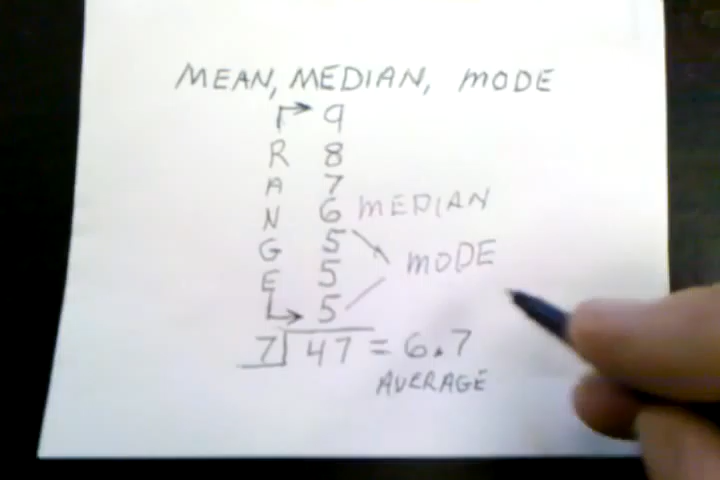 MEAN, MEDIAN, MODE
9
R 8
A 7
N 6 MEDIAN
G 5
MODE
E 5
5
7 47 = 6.7
AVERAGE